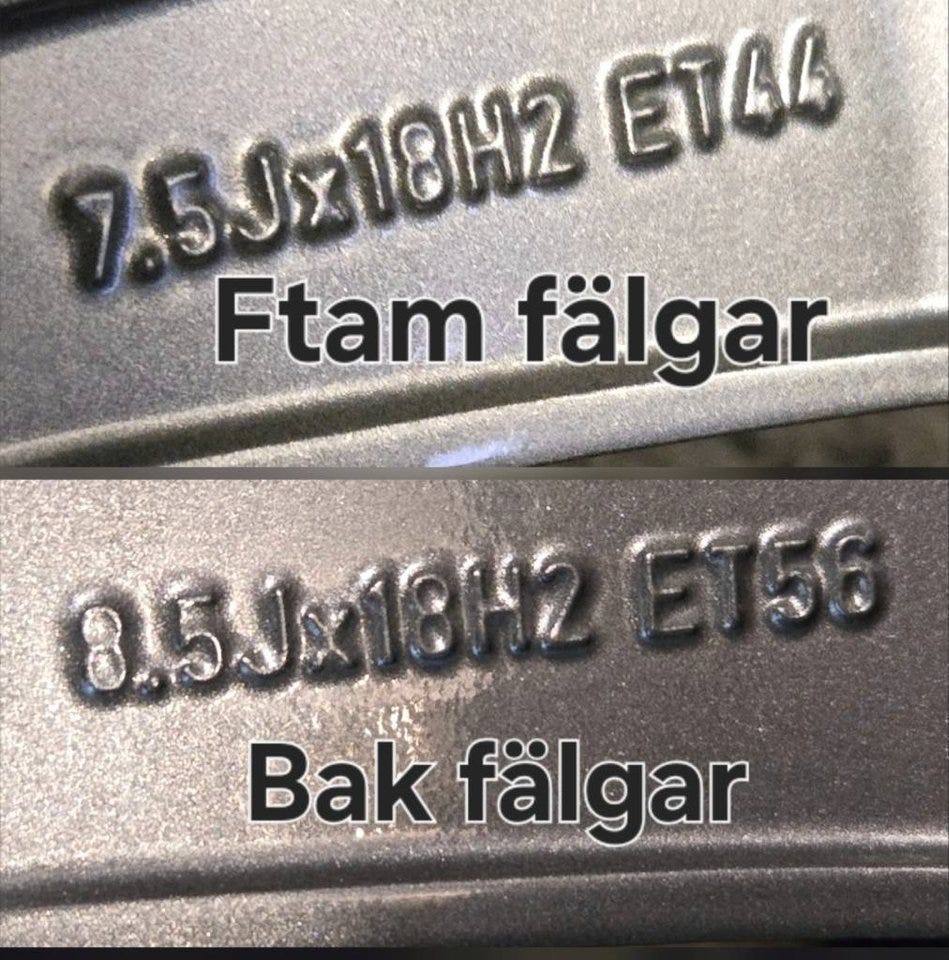 7.5Jx18H2 ET44
Ftam fälgar
8.5Jx18H2 ET56
Bak fälgar